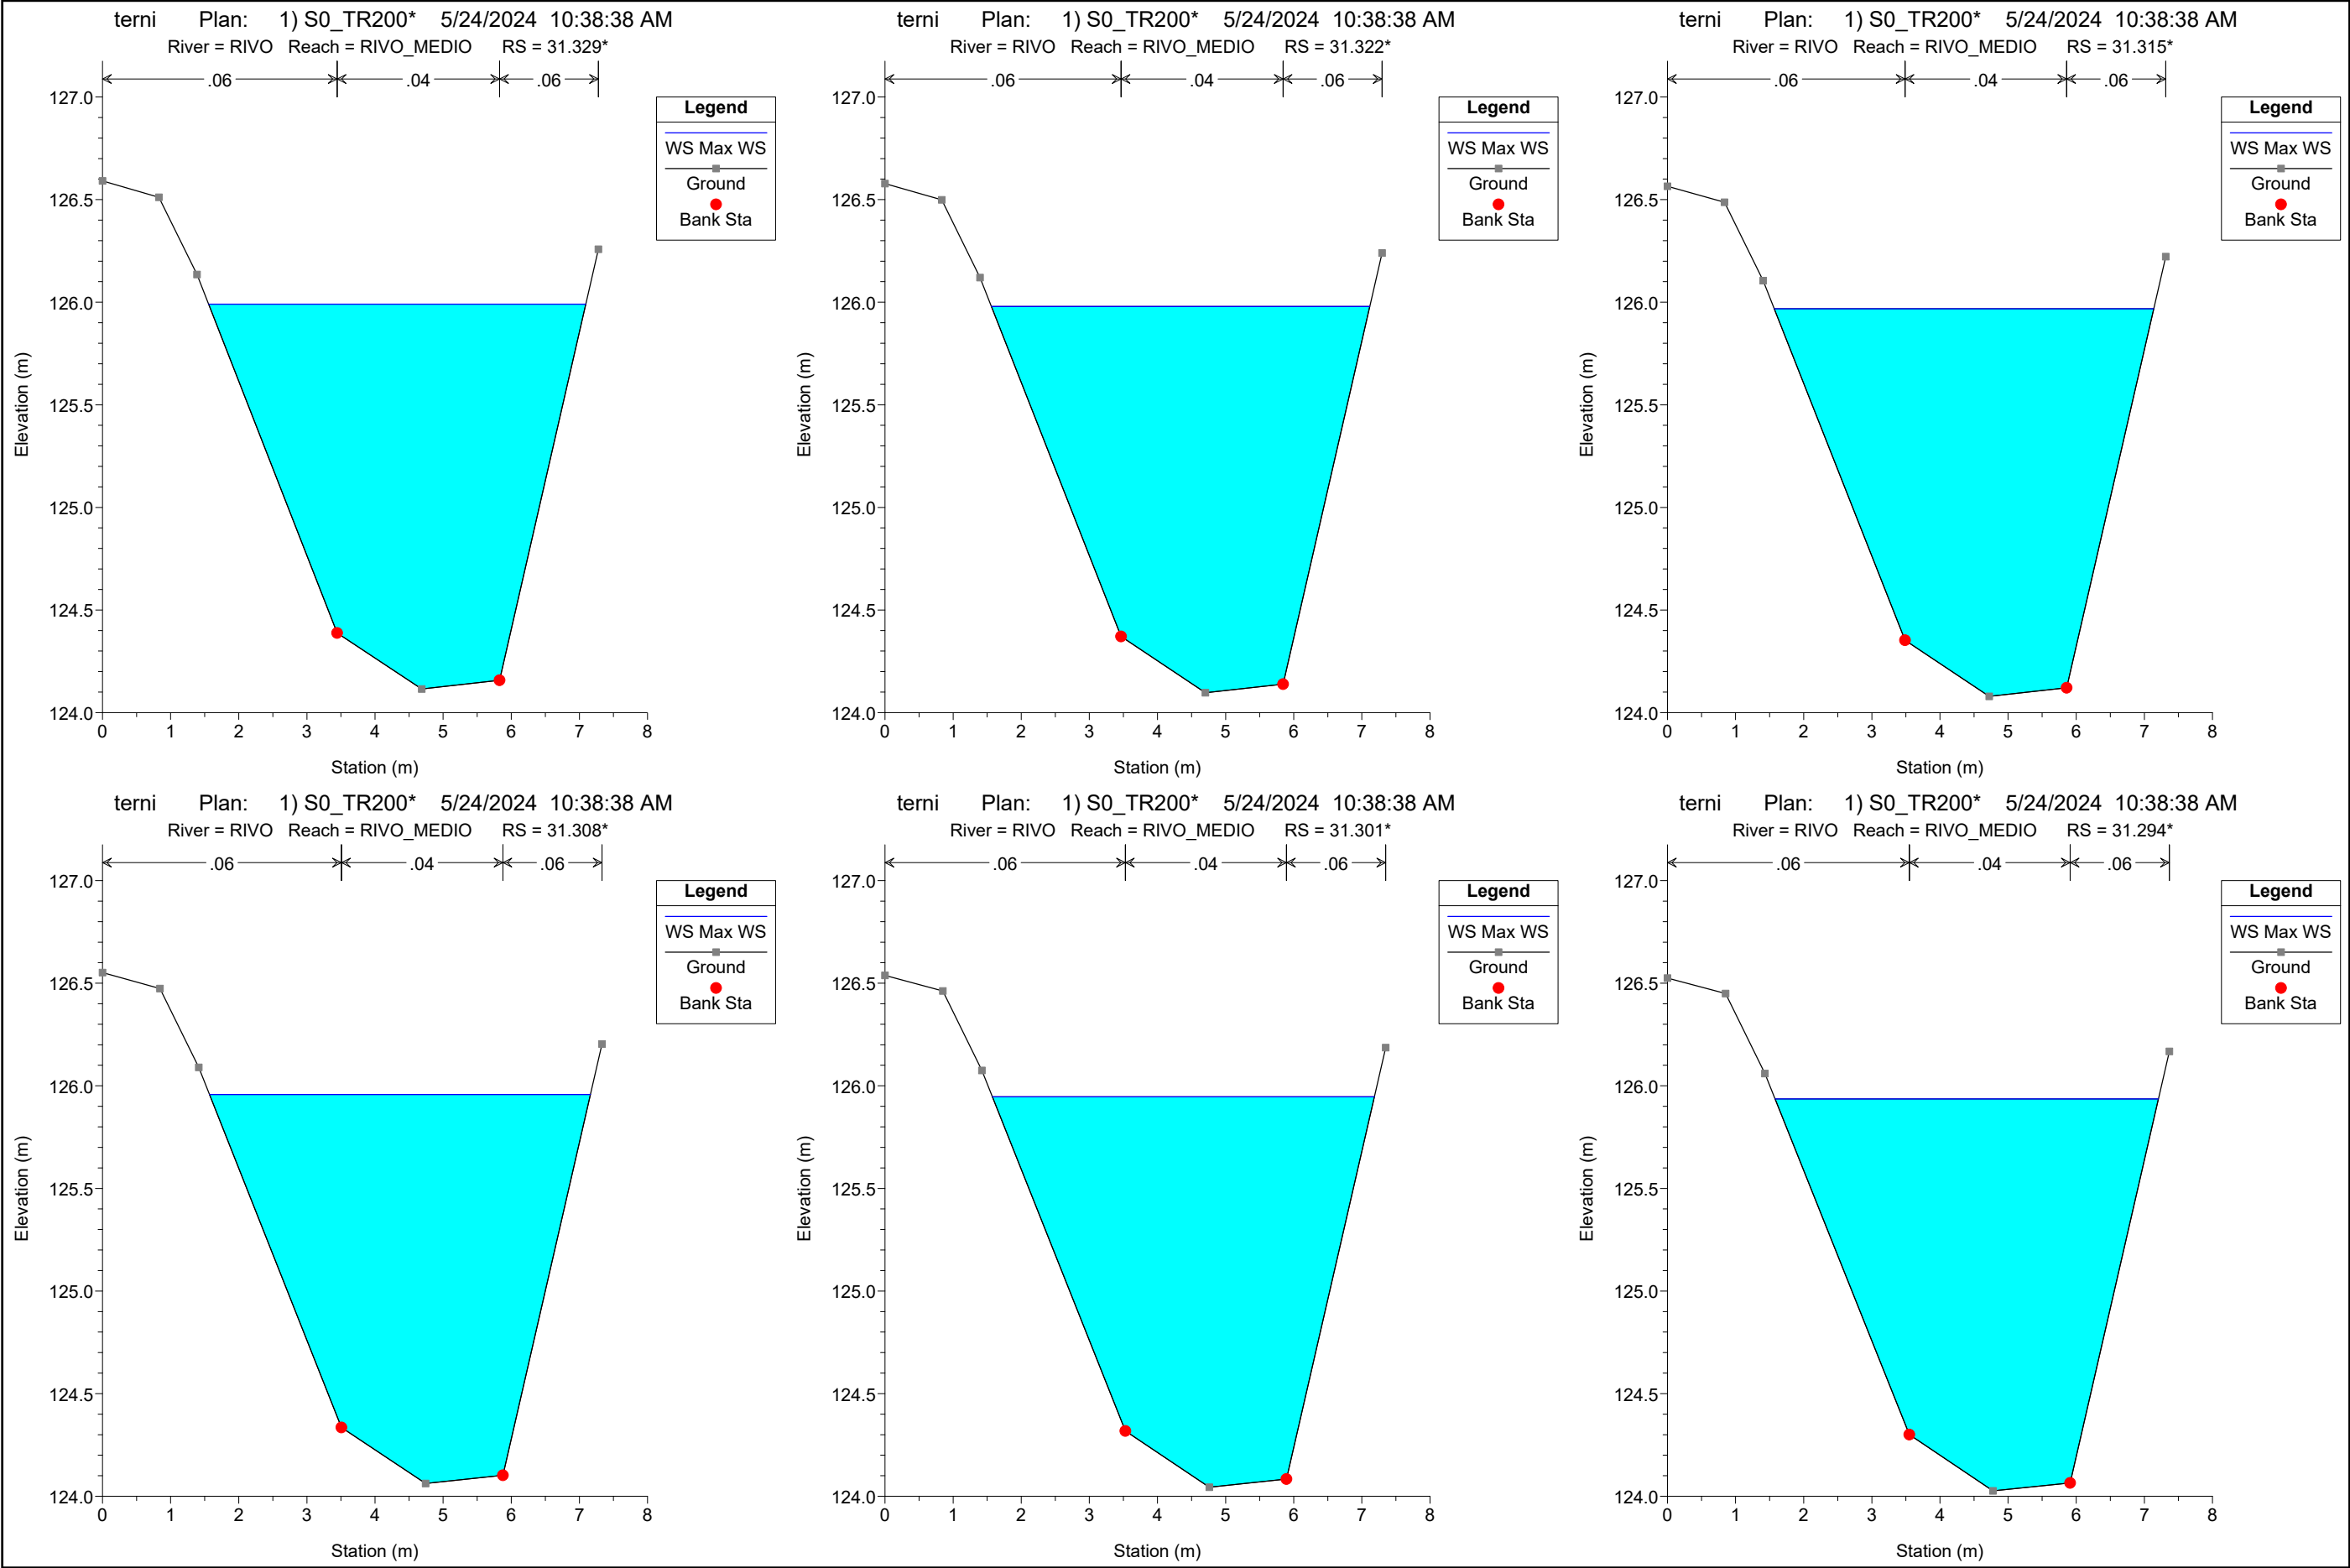 terni Plan: 1) S0_TR200* 5/24/2024 10:38:38 AM
River = RIVO Reach = RIVO_MEDIO RS = 31.329*
.06 .04 .06
127.0
126.5
126.0
125.5
125.0
124.5
124.0
0 1 2 3 4 5 6 7 8
Station (m)
Elevation (m)
Legend
WS Max WS
Ground
Bank Sta
terni Plan: 1) S0_TR200* 5/24/2024 10:38:38 AM
River = RIVO Reach = RIVO_MEDIO RS = 31.322*
.06 .04 .06
127.0
126.5
126.0
125.5
125.0
124.5
124.0
0 1 2 3 4 5 6 7 8
Station (m)
Elevation (m)
Legend
WS Max WS
Ground
Bank Sta
terni Plan: 1) S0_TR200* 5/24/2024 10:38:38 AM
River = RIVO Reach = RIVO_MEDIO RS = 31.315*
.06 .04 .06
127.0
126.5
126.0
125.5
125.0
124.5
124.0
0 1 2 3 4 5 6 7 8
Station (m)
Elevation (m)
Legend
WS Max WS
Ground
Bank Sta
terni Plan: 1) S0_TR200* 5/24/2024 10:38:38 AM
River = RIVO Reach = RIVO_MEDIO RS = 31.308*
.06 .04 .06
127.0
126.5
126.0
125.5
125.0
124.5
124.0
0 1 2 3 4 5 6 7 8
Station (m)
Elevation (m)
Legend
WS Max WS
Ground
Bank Sta
terni Plan: 1) S0_TR200* 5/24/2024 10:38:38 AM
River = RIVO Reach = RIVO_MEDIO RS = 31.301*
.06 .04 .06
127.0
126.5
126.0
125.5
125.0
124.5
124.0
0 1 2 3 4 5 6 7 8
Station (m)
Elevation (m)
Legend
WS Max WS
Ground
Bank Sta
terni Plan: 1) S0_TR200* 5/24/2024 10:38:38 AM
River = RIVO Reach = RIVO_MEDIO RS = 31.294*
.06 .04 .06
127.0
126.5
126.0
125.5
125.0
124.5
124.0
0 1 2 3 4 5 6 7 8
Station (m)
Elevation (m)
Legend
WS Max WS
Ground
Bank Sta